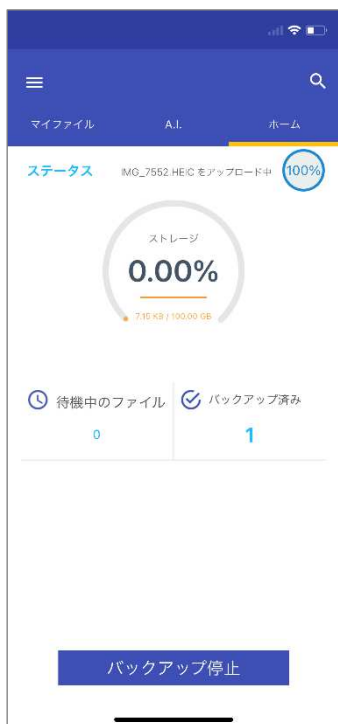 マイファイル A.I. ホーム
ステータス IMG_7552.HEIC をアップロード中 100%
ストレージ
0.00%
7.15 KB / 100.00 GB
待機中のファイル バックアップ済み
0 1
バックアップ停止